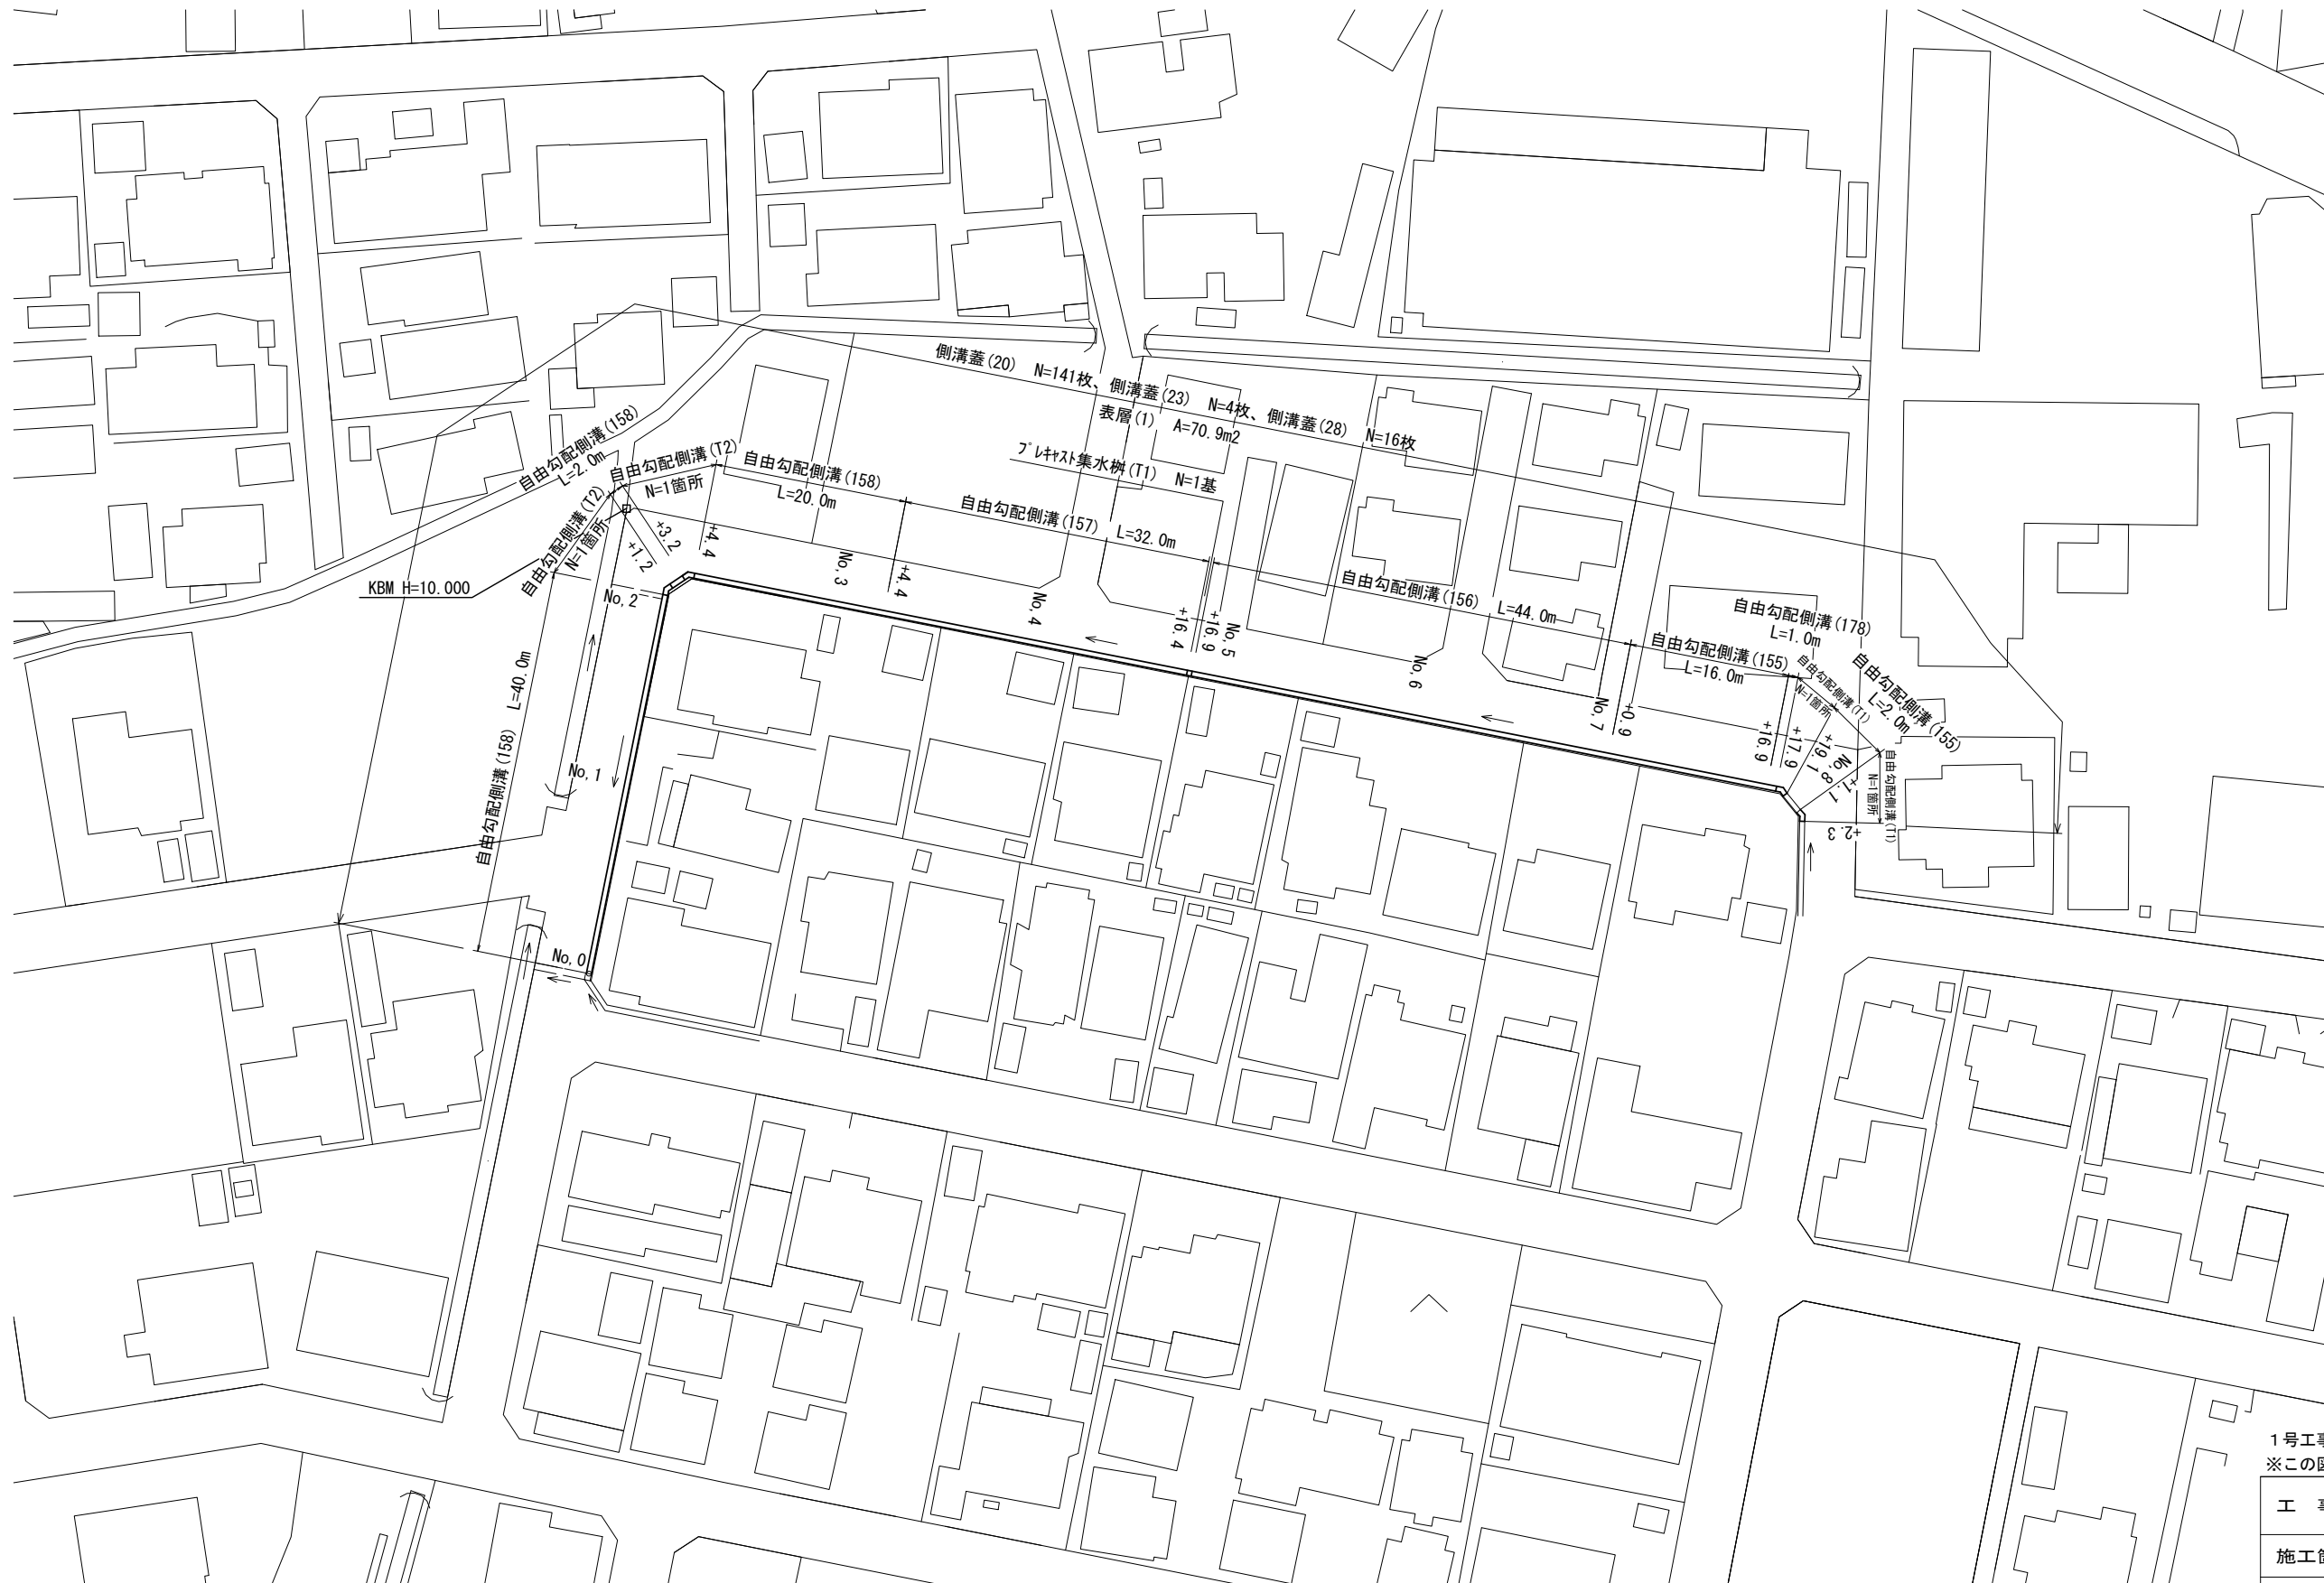 側溝蓋(20) N=141枚、側溝蓋(23) N=4枚、側溝蓋(28) N=16枚
表層(1) A=70.9m2
プレキャスト集水桝(T1) N=1基
自由勾配側溝(158)
L=2.0m
自由勾配側溝(T2)
N=1箇所
自由勾配側溝(T2)
N=1箇所
自由勾配側溝(158)
L=20.0m
自由勾配側溝(157) L=32.0m
自由勾配側溝(156) L=44.0m
自由勾配側溝(155)
L=16.0m
自由勾配側溝(178)
L=1.0m
自由勾配側溝(T1)
N=1箇所
自由勾配側溝(155)
L=2.0m
自由勾配側溝(T1)
N=1箇所
KBM H=10.000
自由勾配側溝(158) L=40.0m
No,0
No,1
No,2
+1.2
+3.2
+4.4
No,3
+4.4
No,4
+16.4
+16.9
No,5
No,6
No,7
+0.9
+16.9
+17.9
+19.1
No,8
+1.1
+2.3
1号工事
※この図
工 事
施工箇